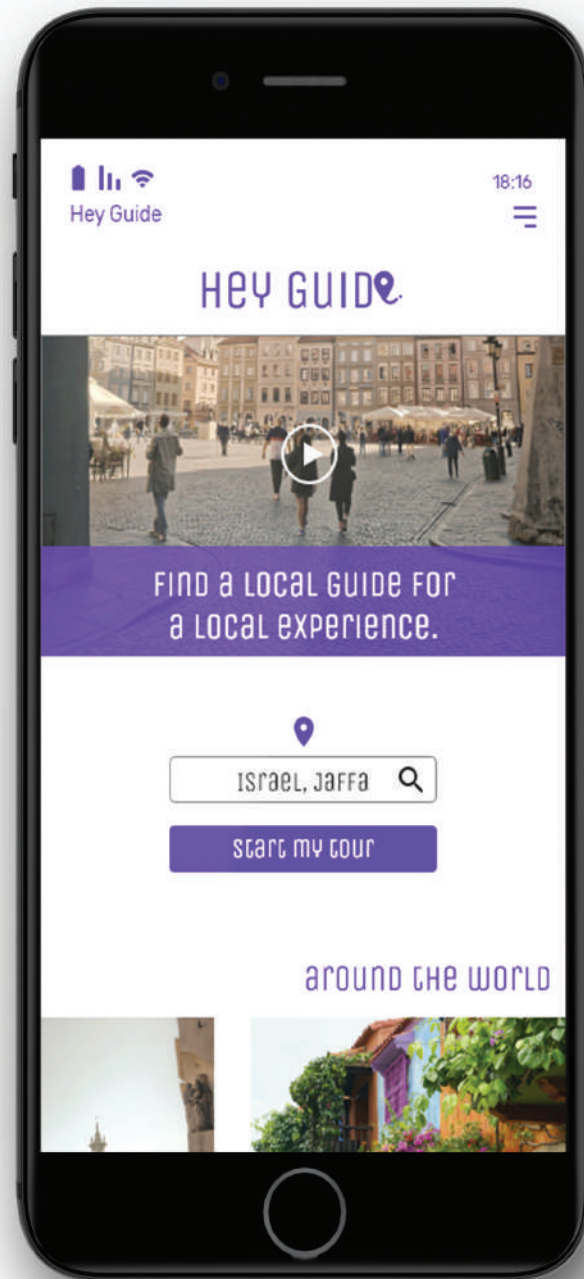 18:16
Hey Guide
Hey GUIDe
FIND a LOCAL GUIDE FOr
a LOCAL experience.
Israel, Jaffa
start my tour
around the world